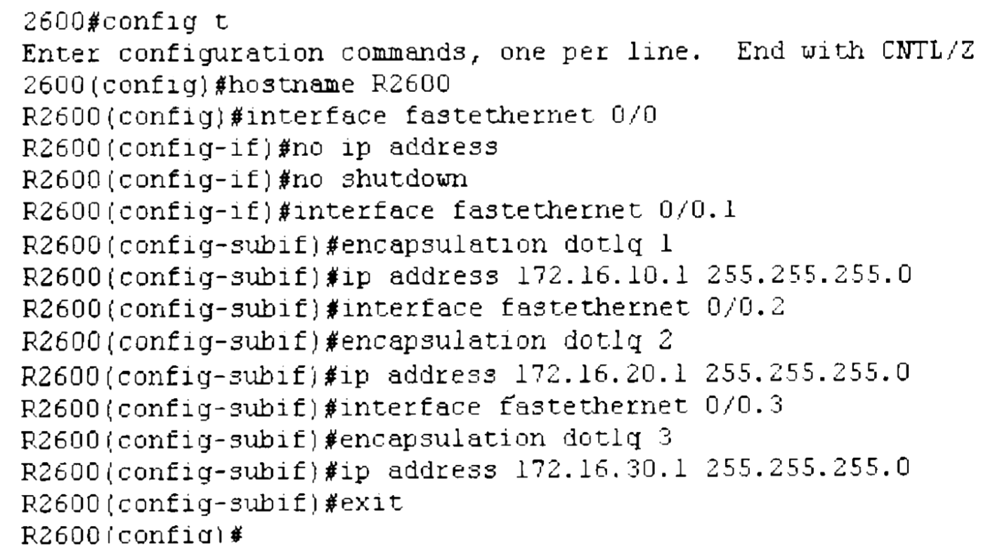 2600#config t
Enter configuration commands, one per line.  End with CNTL/Z
2600(config)#hostname R2600
R2600(config)#interface fastethernet 0/0
R2600(config-if)#no ip address
R2600(config-if)#no shutdown
R2600(config-if)#interface fastethernet 0/0.1
R2600(config-subif)#encapsulation dot1q 1
R2600(config-subif)#ip address 172.16.10.1 255.255.255.0
R2600(config-subif)#interface fastethernet 0/0.2
R2600(config-subif)#encapsulation dot1q 2
R2600(config-subif)#ip address 172.16.20.1 255.255.255.0
R2600(config-subif)#interface fastethernet 0/0.3
R2600(config-subif)#encapsulation dot1q 3
R2600(config-subif)#ip address 172.16.30.1 255.255.255.0
R2600(config-subif)#exit
R2600(config)#